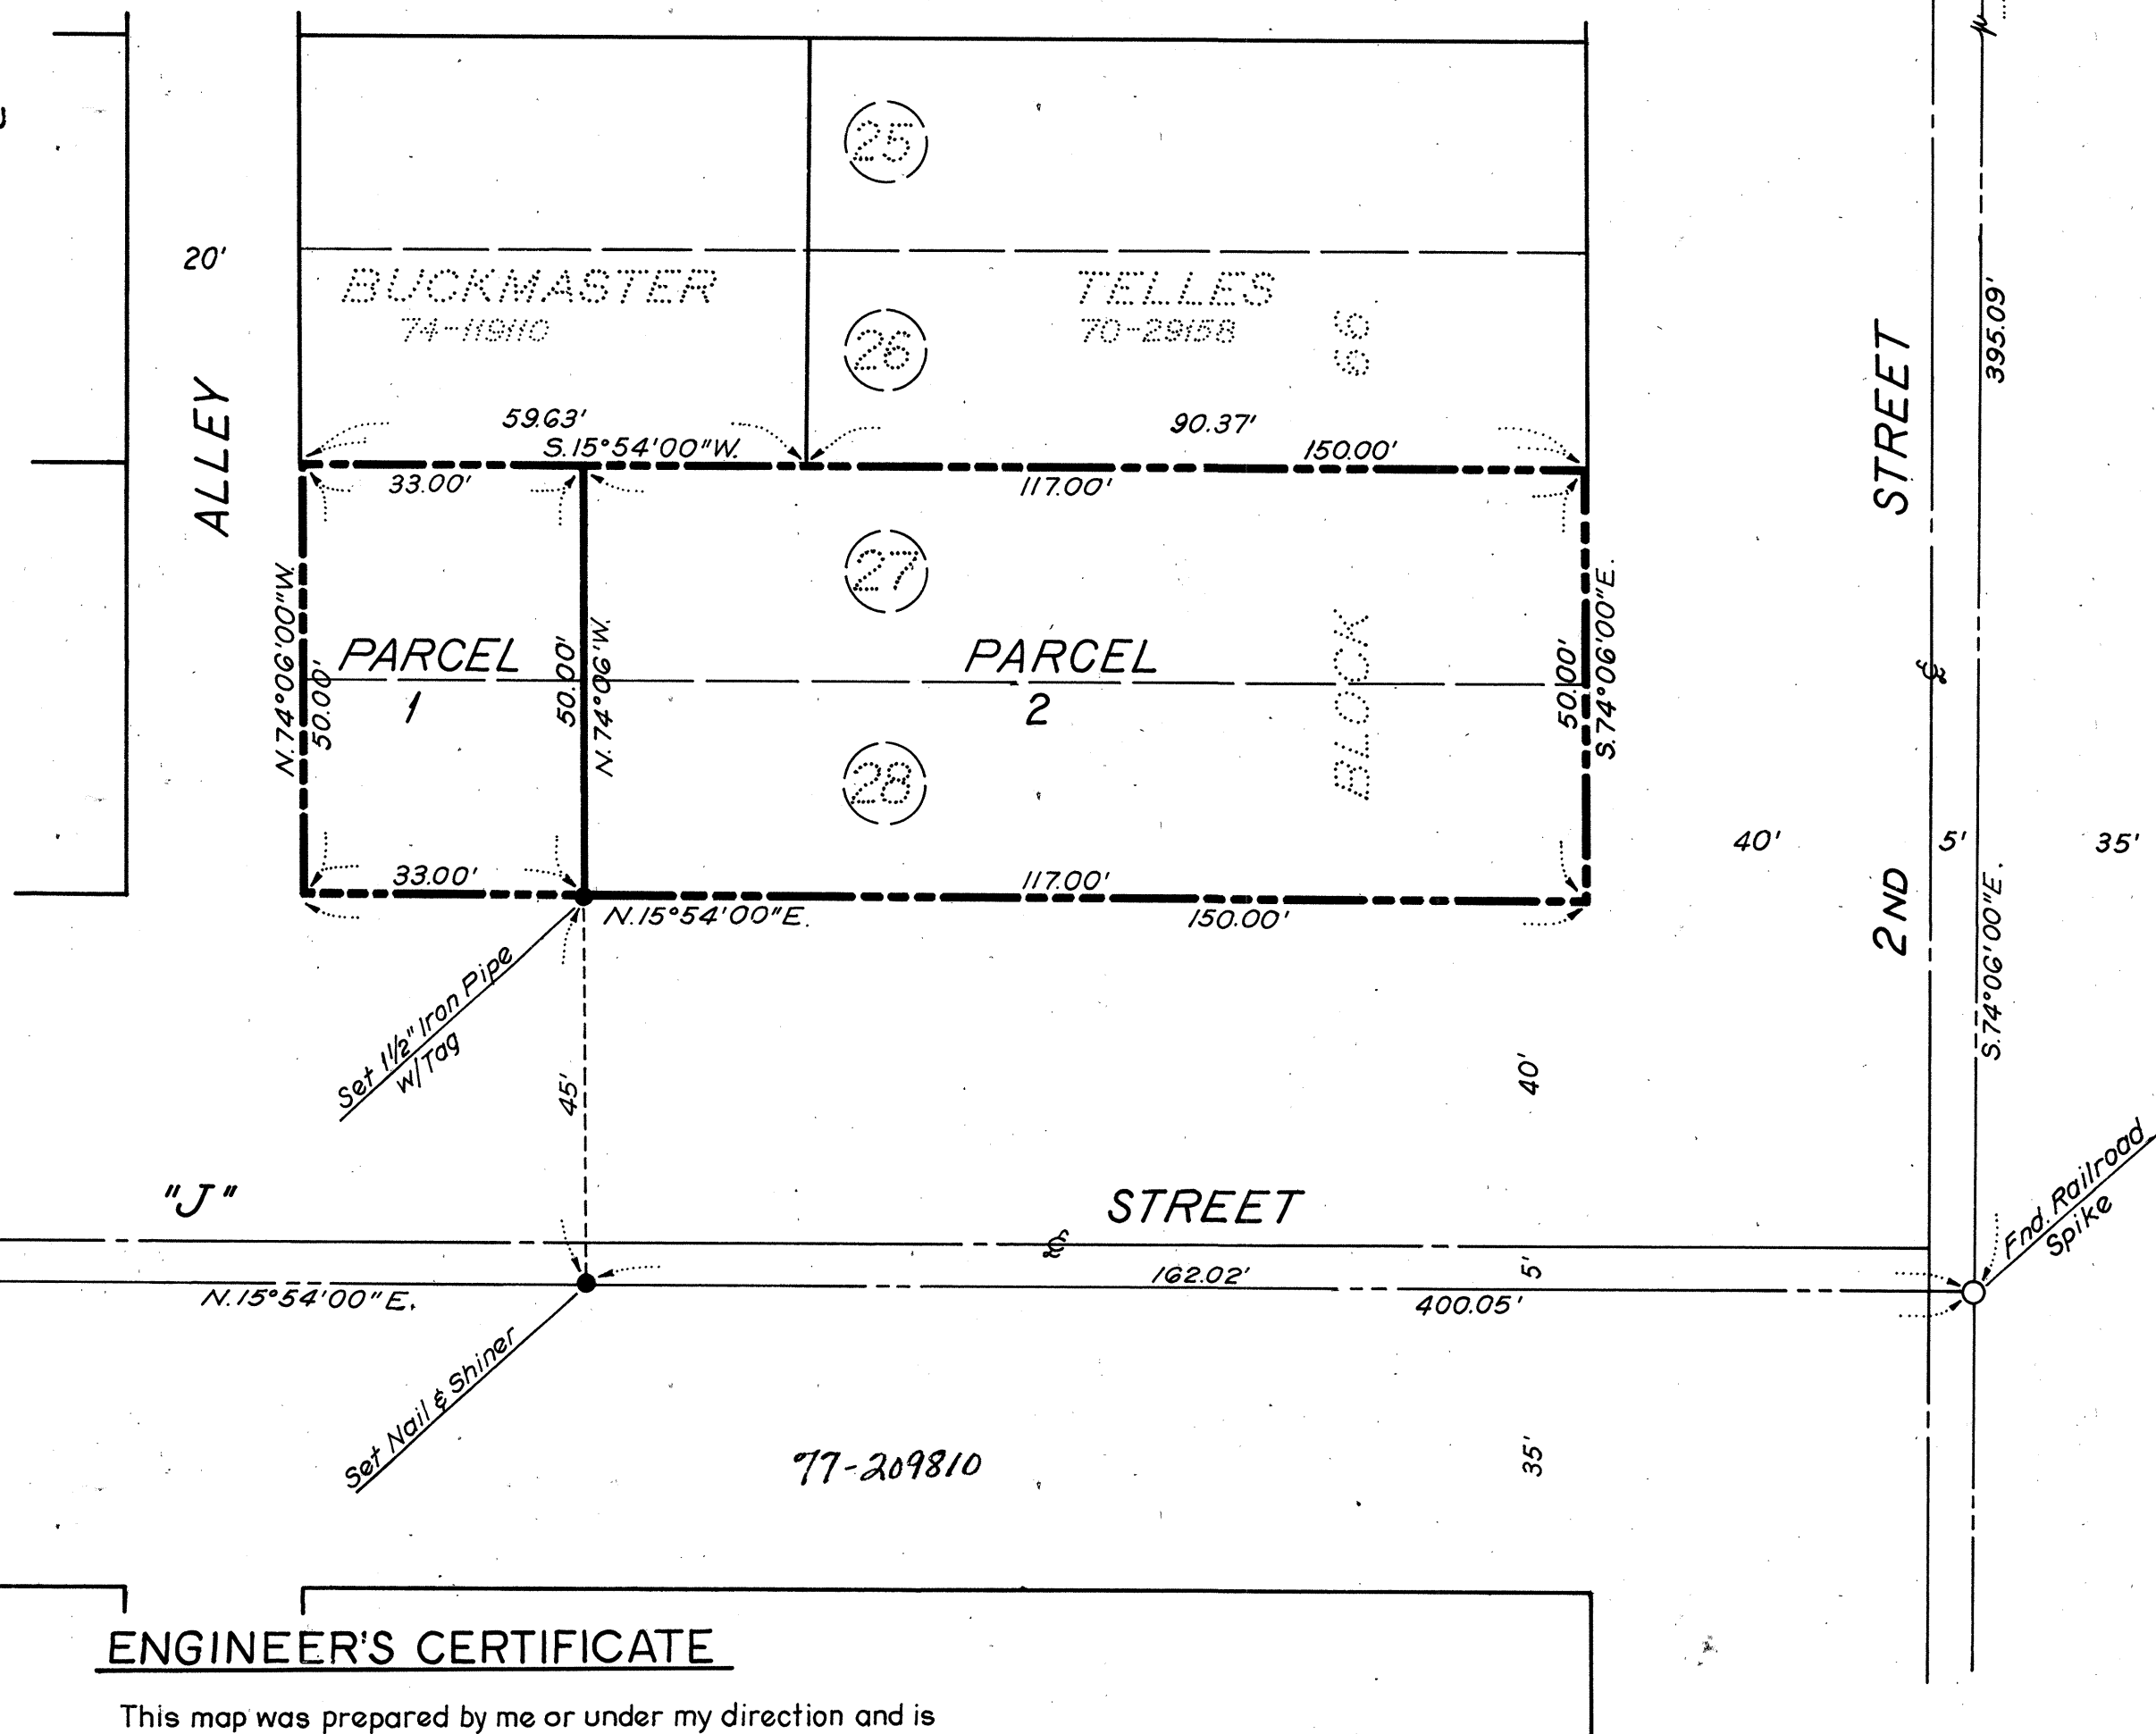 25
20'
BUCKMASTER
74-119110
TELLES
70-29158
66
26
395.09'
STREET
ALLEY
59.63'
S.15°54'00"W.
90.37'
150.00'
33.00'
117.00'
27
N.74°06'00"W.
50.00'
PARCEL
1
50.00'
N.74°06'W.
PARCEL
2
BLOCK
50.00'
S.74°06'00"E.
28
40'
5'
35'
2ND
S.74°06'00"E.
33.00'
117.00'
N.15°54'00"E.
150.00'
Set 1½" Iron Pipe
w/Tag
45'
40'
"J"
STREET
Fnd. Railroad
Spike
162.02'
5'
N.15°54'00"E.
400.05'
Set Nail & Shiner
77-209810
35'
ENGINEER'S CERTIFICATE
This map was prepared by me or under my direction and is